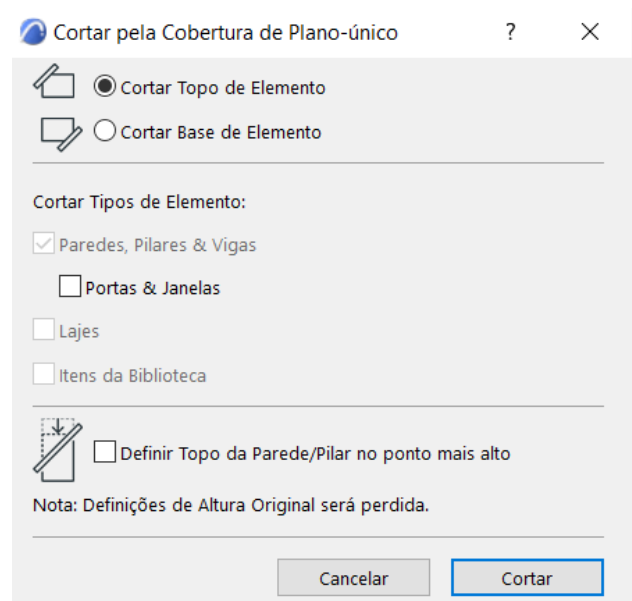 Cortar pela Cobertura de Plano-único ?
Cortar Topo de Elemento
Cortar Base de Elemento
Cortar Tipos de Elemento:
Paredes, Pilares & Vigas
Portas & Janelas
Lajes
Itens da Biblioteca
Definir Topo da Parede/Pilar no ponto mais alto
Nota: Definições de Altura Original será perdida.
Cancelar Cortar